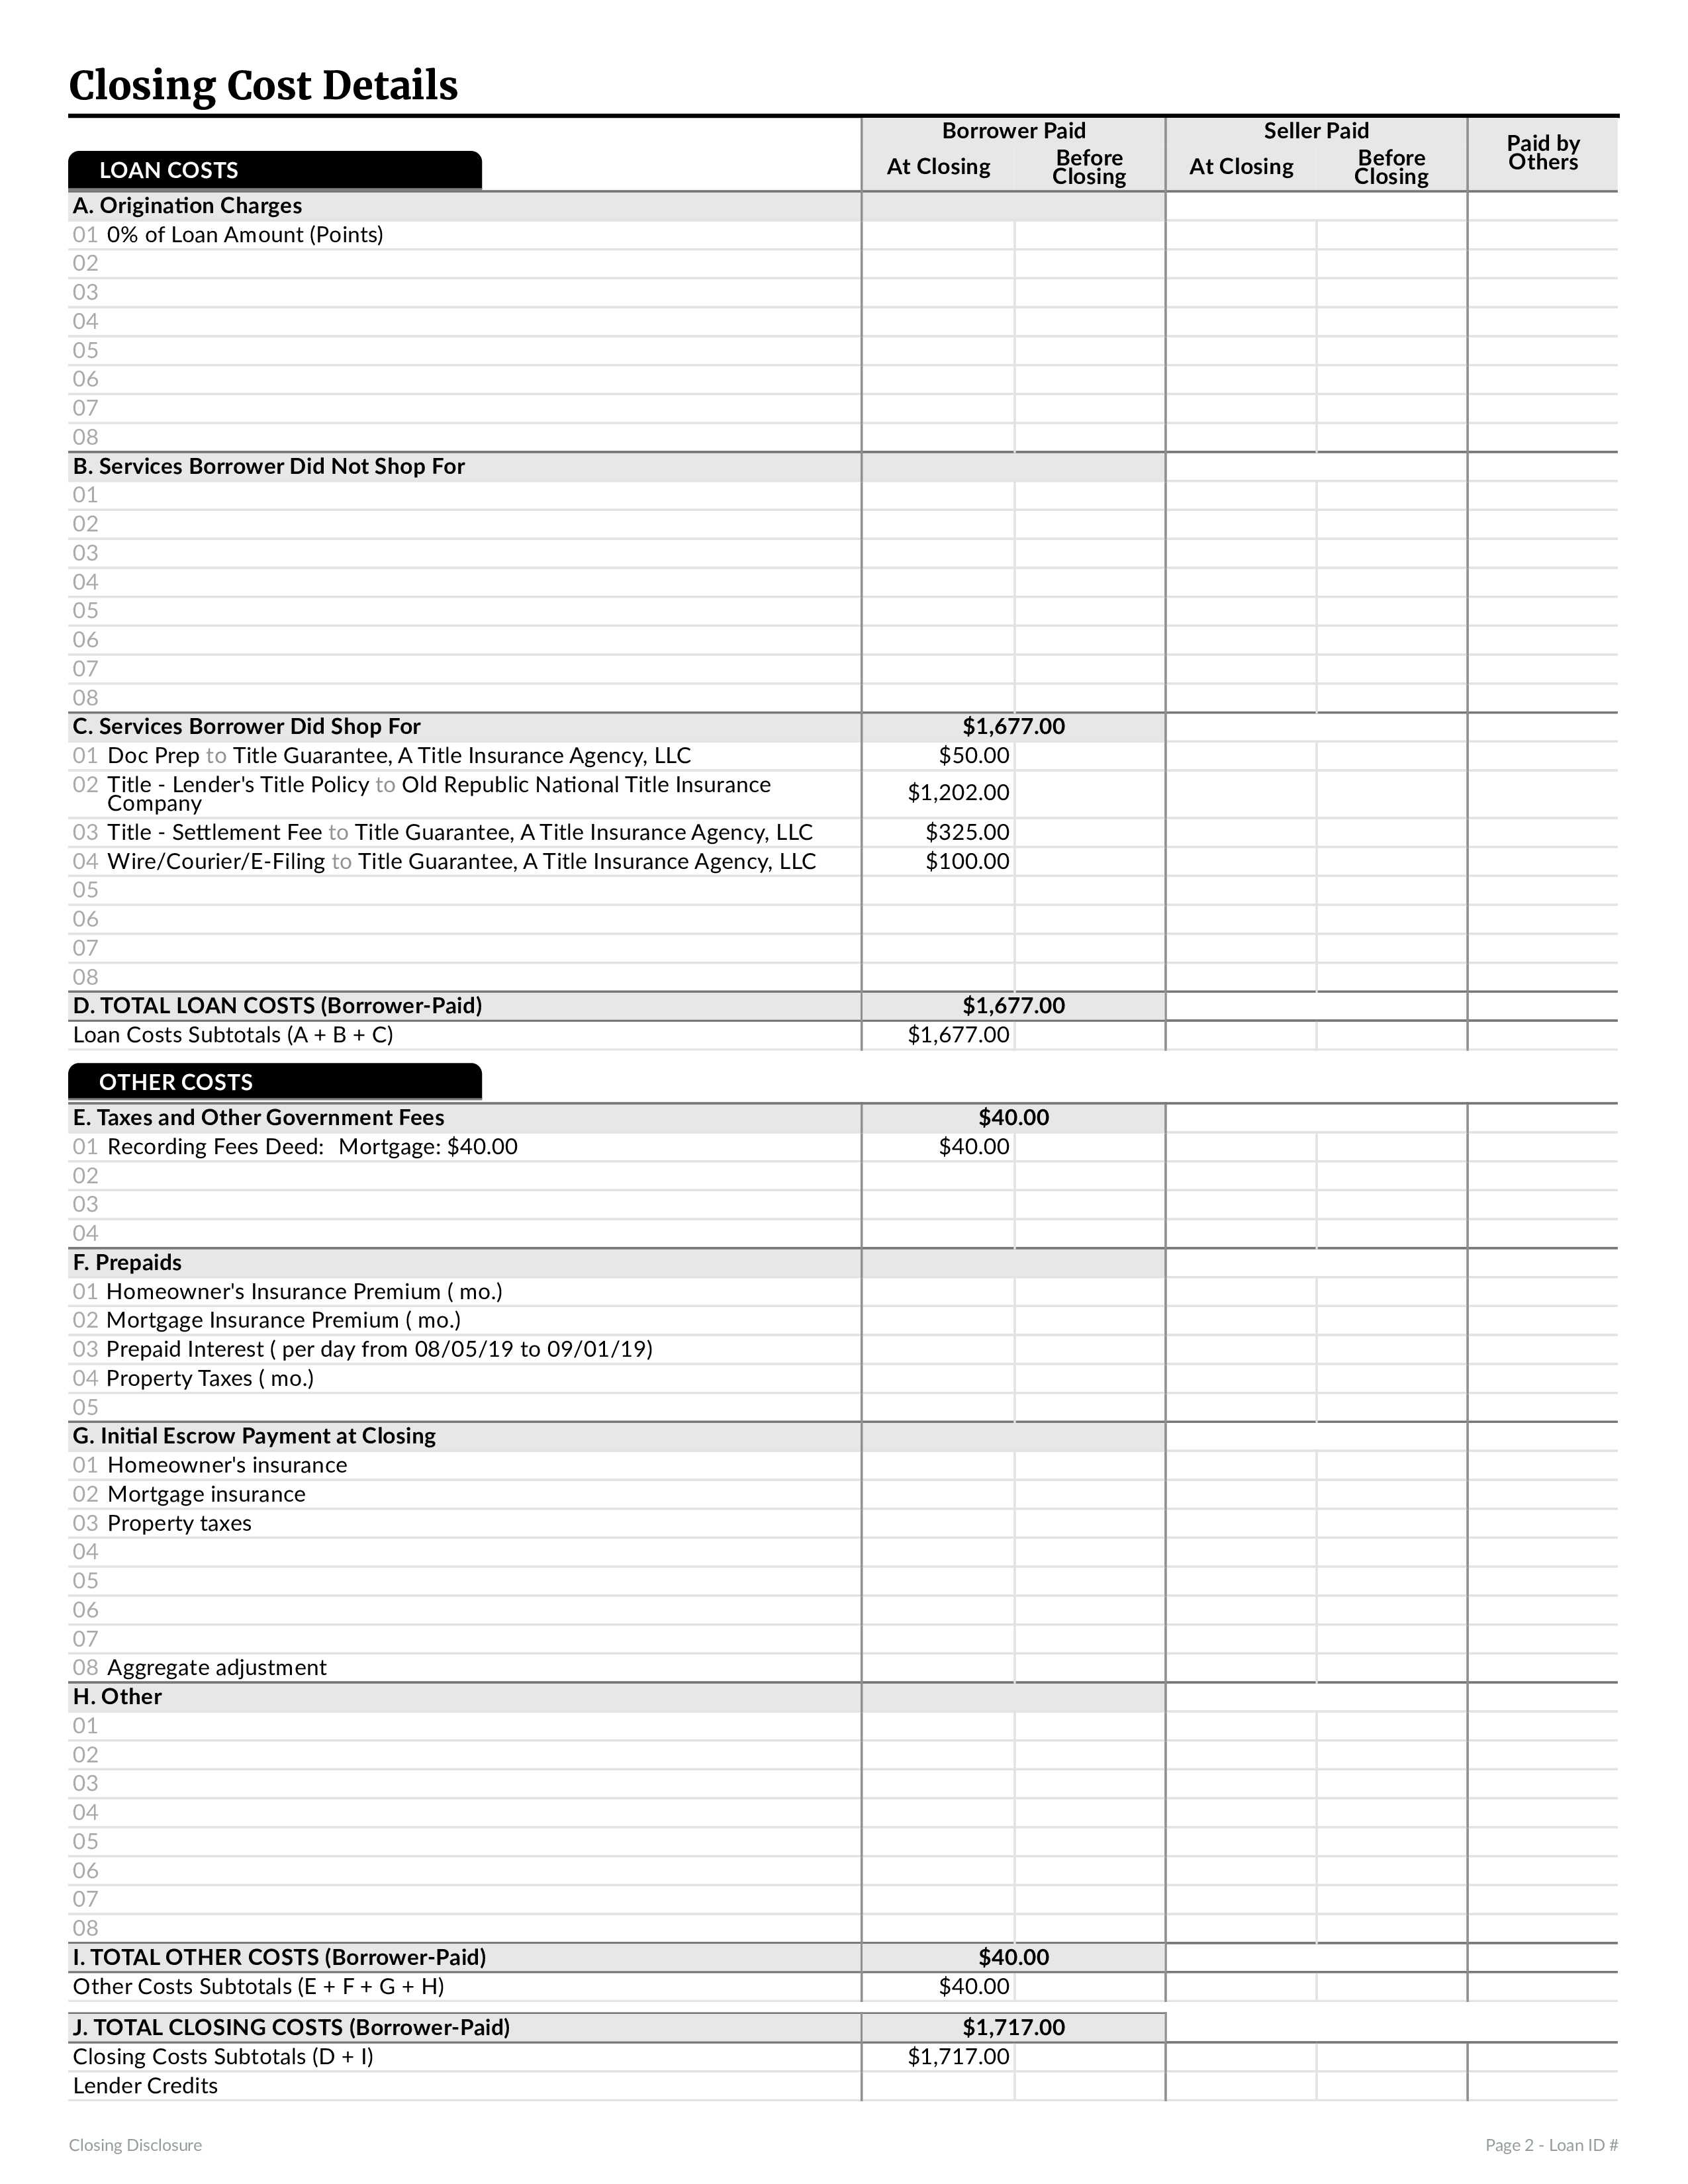 Closing Cost Details
Borrower Paid Seller Paid Paid by Others
LOAN COSTS At Closing Before Closing At Closing Before Closing
A. Origination Charges
01 0% of Loan Amount (Points)
02
03
04
05
06
07
08
B. Services Borrower Did Not Shop For
01
02
03
04
05
06
07
08
C. Services Borrower Did Shop For $1,677.00
01 Doc Prep to Title Guarantee, A Title Insurance Agency, LLC $50.00
02 Title - Lender's Title Policy to Old Republic National Title Insurance
Company $1,202.00
03 Title - Settlement Fee to Title Guarantee, A Title Insurance Agency, LLC $325.00
04 Wire/Courier/E-Filing to Title Guarantee, A Title Insurance Agency, LLC $100.00
05
06
07
08
D. TOTAL LOAN COSTS (Borrower-Paid) $1,677.00
Loan Costs Subtotals (A + B + C) $1,677.00
OTHER COSTS
E. Taxes and Other Government Fees $40.00
01 Recording Fees Deed: Mortgage: $40.00 $40.00
02
03
04
F. Prepaids
01 Homeowner's Insurance Premium ( mo.)
02 Mortgage Insurance Premium ( mo.)
03 Prepaid Interest ( per day from 08/05/19 to 09/01/19)
04 Property Taxes ( mo.)
05
G. Initial Escrow Payment at Closing
01 Homeowner's insurance
02 Mortgage insurance
03 Property taxes
04
05
06
07
08 Aggregate adjustment
H. Other
01
02
03
04
05
06
07
08
I. TOTAL OTHER COSTS (Borrower-Paid) $40.00
Other Costs Subtotals (E + F + G + H) $40.00
J. TOTAL CLOSING COSTS (Borrower-Paid) $1,717.00
Closing Costs Subtotals (D + I) $1,717.00
Lender Credits
Closing Disclosure Page 2 - Loan ID #